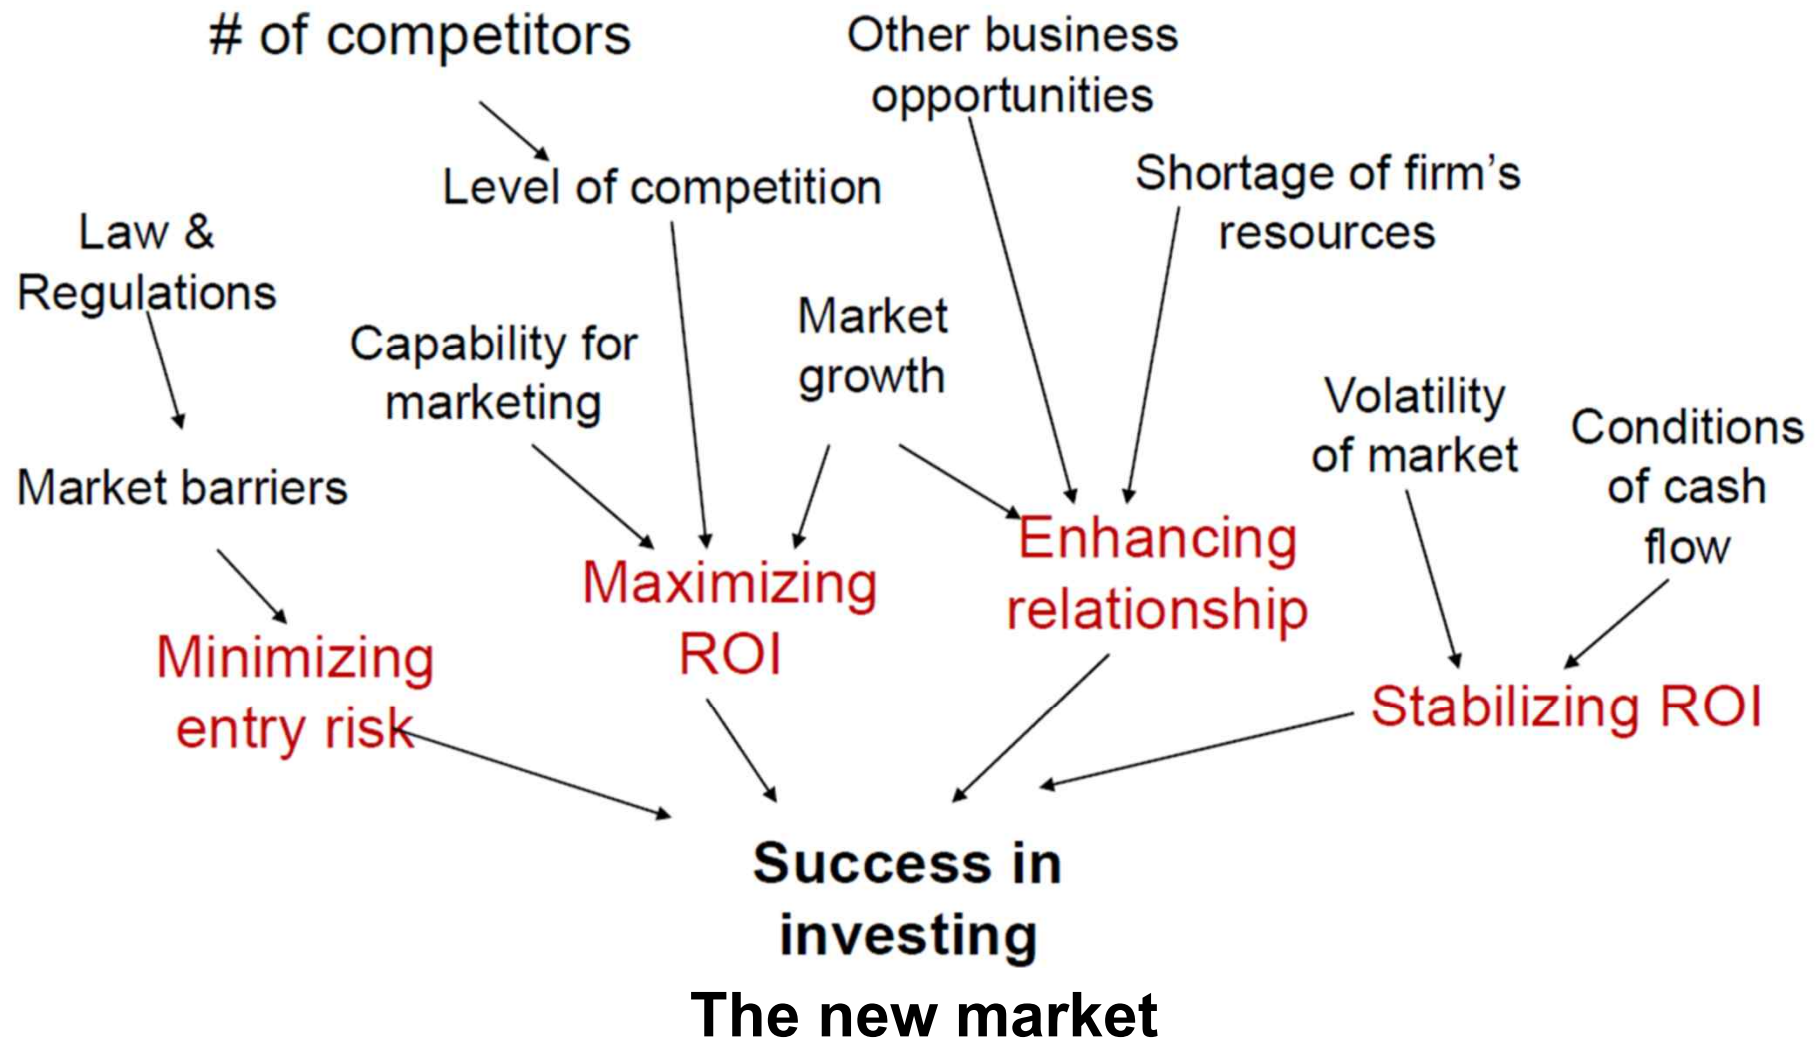 # of competitors
Other business
opportunities
Level of competition
Shortage of firm’s
resources
Law &
Regulations
Capability for
marketing
Market
growth
Volatility
of market
Conditions
of cash
flow
Market barriers
Maximizing
ROI
Enhancing
relationship
Minimizing
entry risk
Stabilizing ROI
Success in
investing
The new market